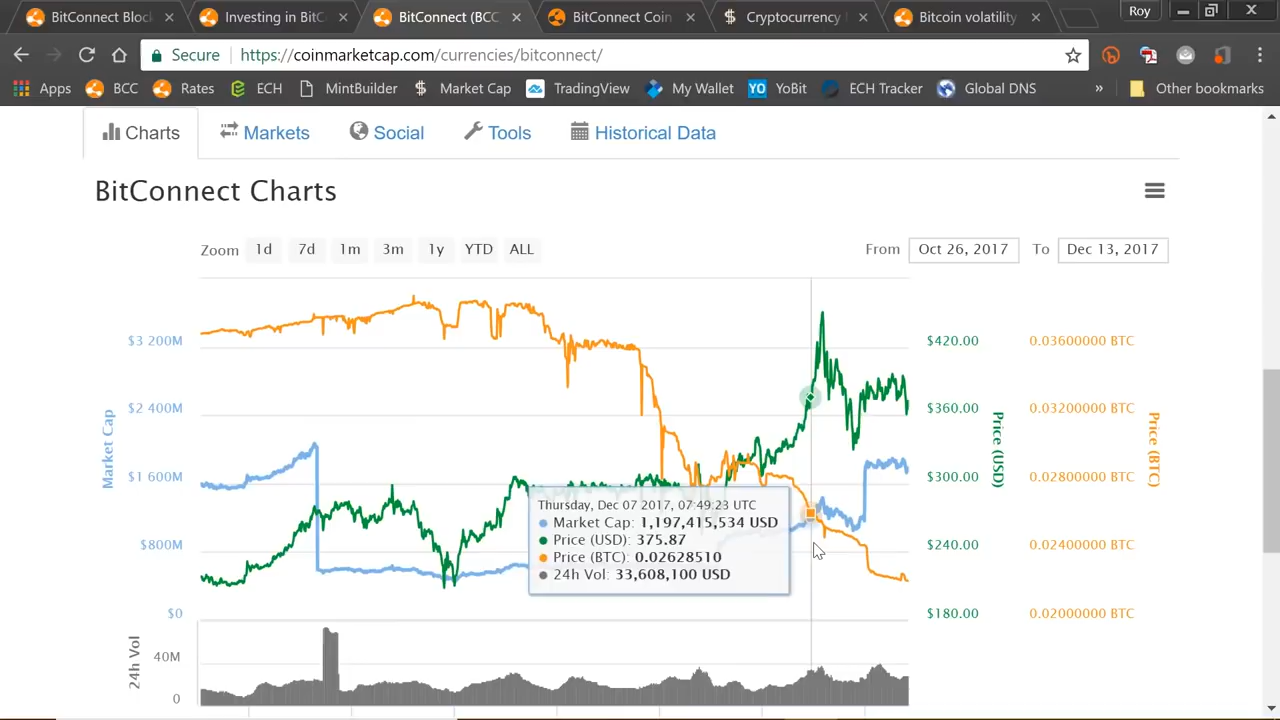 BitConnect Bloc
Investing in BitC
BitConnect (BCC
BitConnect Coin
Cryptocurrency
Bitcoin volatility
Roy
Secure
https://coinmarketcap.com/currencies/bitconnect/
Apps
BCC
Rates
ECH
MintBuilder
Market Cap
TradingView
My Wallet
YO
YoBit
ECH Tracker
Global DNS
»
Other bookmarks
Charts
Markets
Social
Tools
Historical Data
BitConnect Charts
Zoom 1d 7d 1m 3m 1y YTD ALL
From Oct 26, 2017 To Dec 13, 2017
$3 200M
$2 400M
$1 600M
$800M
$0
Market Cap
$420.00
$360.00
$300.00
$240.00
$180.00
Price (USD)
0.03600000 BTC
0.03200000 BTC
0.02800000 BTC
0.02400000 BTC
0.02000000 BTC
Price (BTC)
Thursday, Dec 07 2017, 07:49:23 UTC
Market Cap: 1,197,415,534 USD
Price (USD): 375.87
Price (BTC): 0.02628510
24h Vol: 33,608,100 USD
24h Vol
40M
0